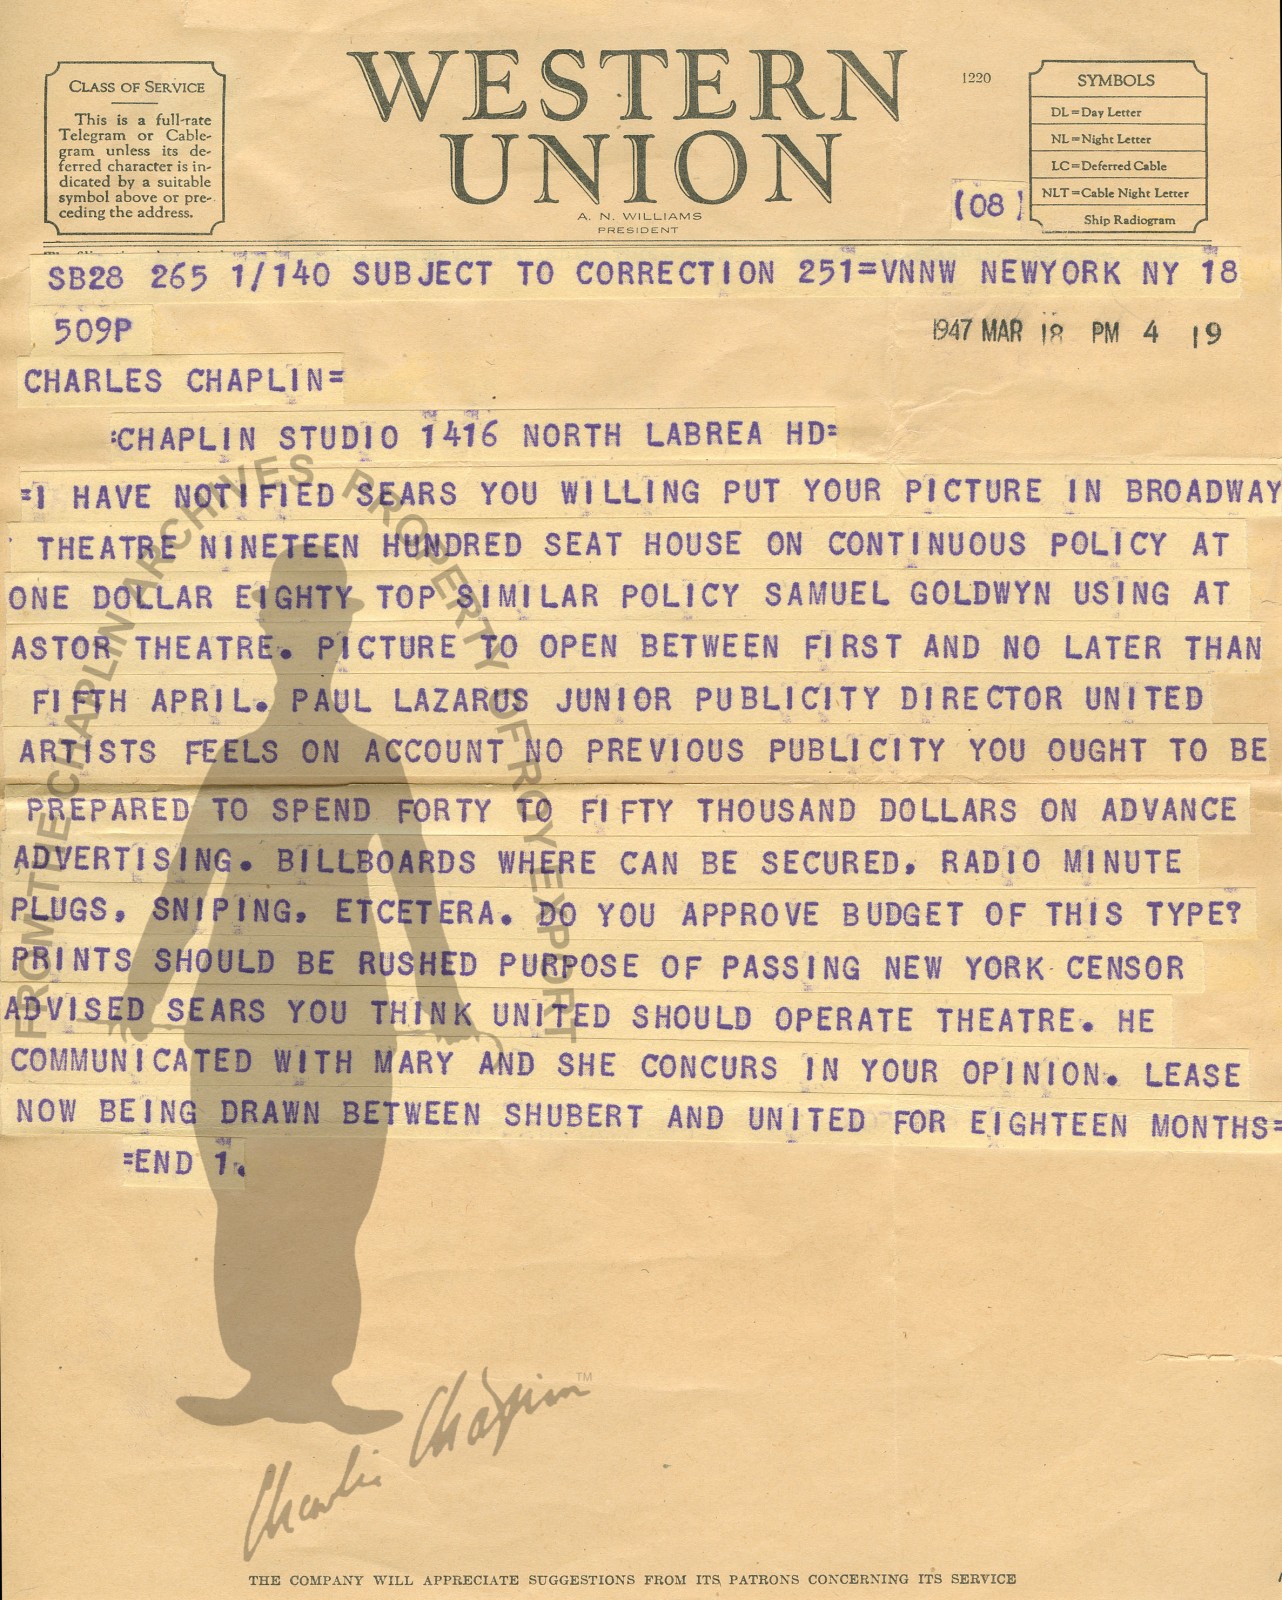 CLASS OF SERVICE
This is a full-rate
Telegram or Cable-
gram unless its de-
ferred character is in-
dicated by a suitable
symbol above or pre-
ceding the address.
WESTERN
UNION
A. N. WILLIAMS
PRESIDENT
1220
(08)
SYMBOLS
DL=Day Letter
NL=Night Letter
LC=Deferred Cable
NLT=Cable Night Letter
Ship Radiogram
SB28 265 1/140 SUBJECT TO CORRECTION 251=VNNW NEWYORK NY 18
509P
1947 MAR 18 PM 4 19
CHARLES CHAPLIN=
:CHAPLIN STUDIO 1416 NORTH LABREA HD=
=I HAVE NOTIFIED SEARS YOU WILLING PUT YOUR PICTURE IN BROADWAY
THEATRE NINETEEN HUNDRED SEAT HOUSE ON CONTINUOUS POLICY AT
ONE DOLLAR EIGHTY TOP SIMILAR POLICY SAMUEL GOLDWYN USING AT
ASTOR THEATRE. PICTURE TO OPEN BETWEEN FIRST AND NO LATER THAN
FIFTH APRIL. PAUL LAZARUS JUNIOR PUBLICITY DIRECTOR UNITED
ARTISTS FEELS ON ACCOUNT NO PREVIOUS PUBLICITY YOU OUGHT TO BE
PREPARED TO SPEND FORTY TO FIFTY THOUSAND DOLLARS ON ADVANCE
ADVERTISING. BILLBOARDS WHERE CAN BE SECURED, RADIO MINUTE
PLUGS, SNIPING, ETCETERA. DO YOU APPROVE BUDGET OF THIS TYPE?
PRINTS SHOULD BE RUSHED PURPOSE OF PASSING NEW YORK CENSOR
ADVISED SEARS YOU THINK UNITED SHOULD OPERATE THEATRE. HE
COMMUNICATED WITH MARY AND SHE CONCURS IN YOUR OPINION. LEASE
NOW BEING DRAWN BETWEEN SHUBERT AND UNITED FOR EIGHTEEN MONTHS=
=END 1.
FROM THE CHAPLIN ARCHIVES PROPERTY OF ROY EXPORT
Charlie Chaplin™
THE COMPANY WILL APPRECIATE SUGGESTIONS FROM ITS PATRONS CONCERNING ITS SERVICE